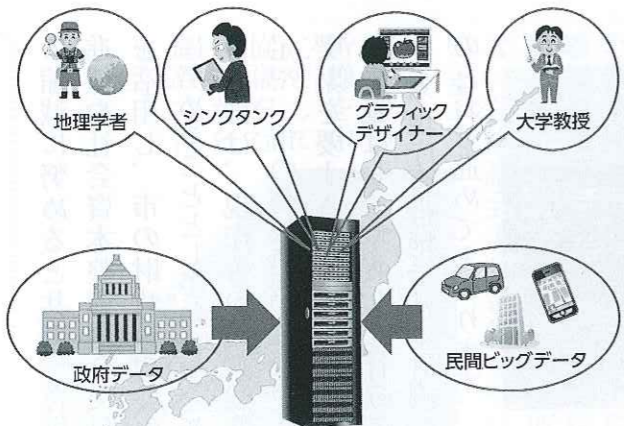 地理学者
シンクタンク
グラフィック
デザイナー
大学教授
政府データ
民間ビッグデータ